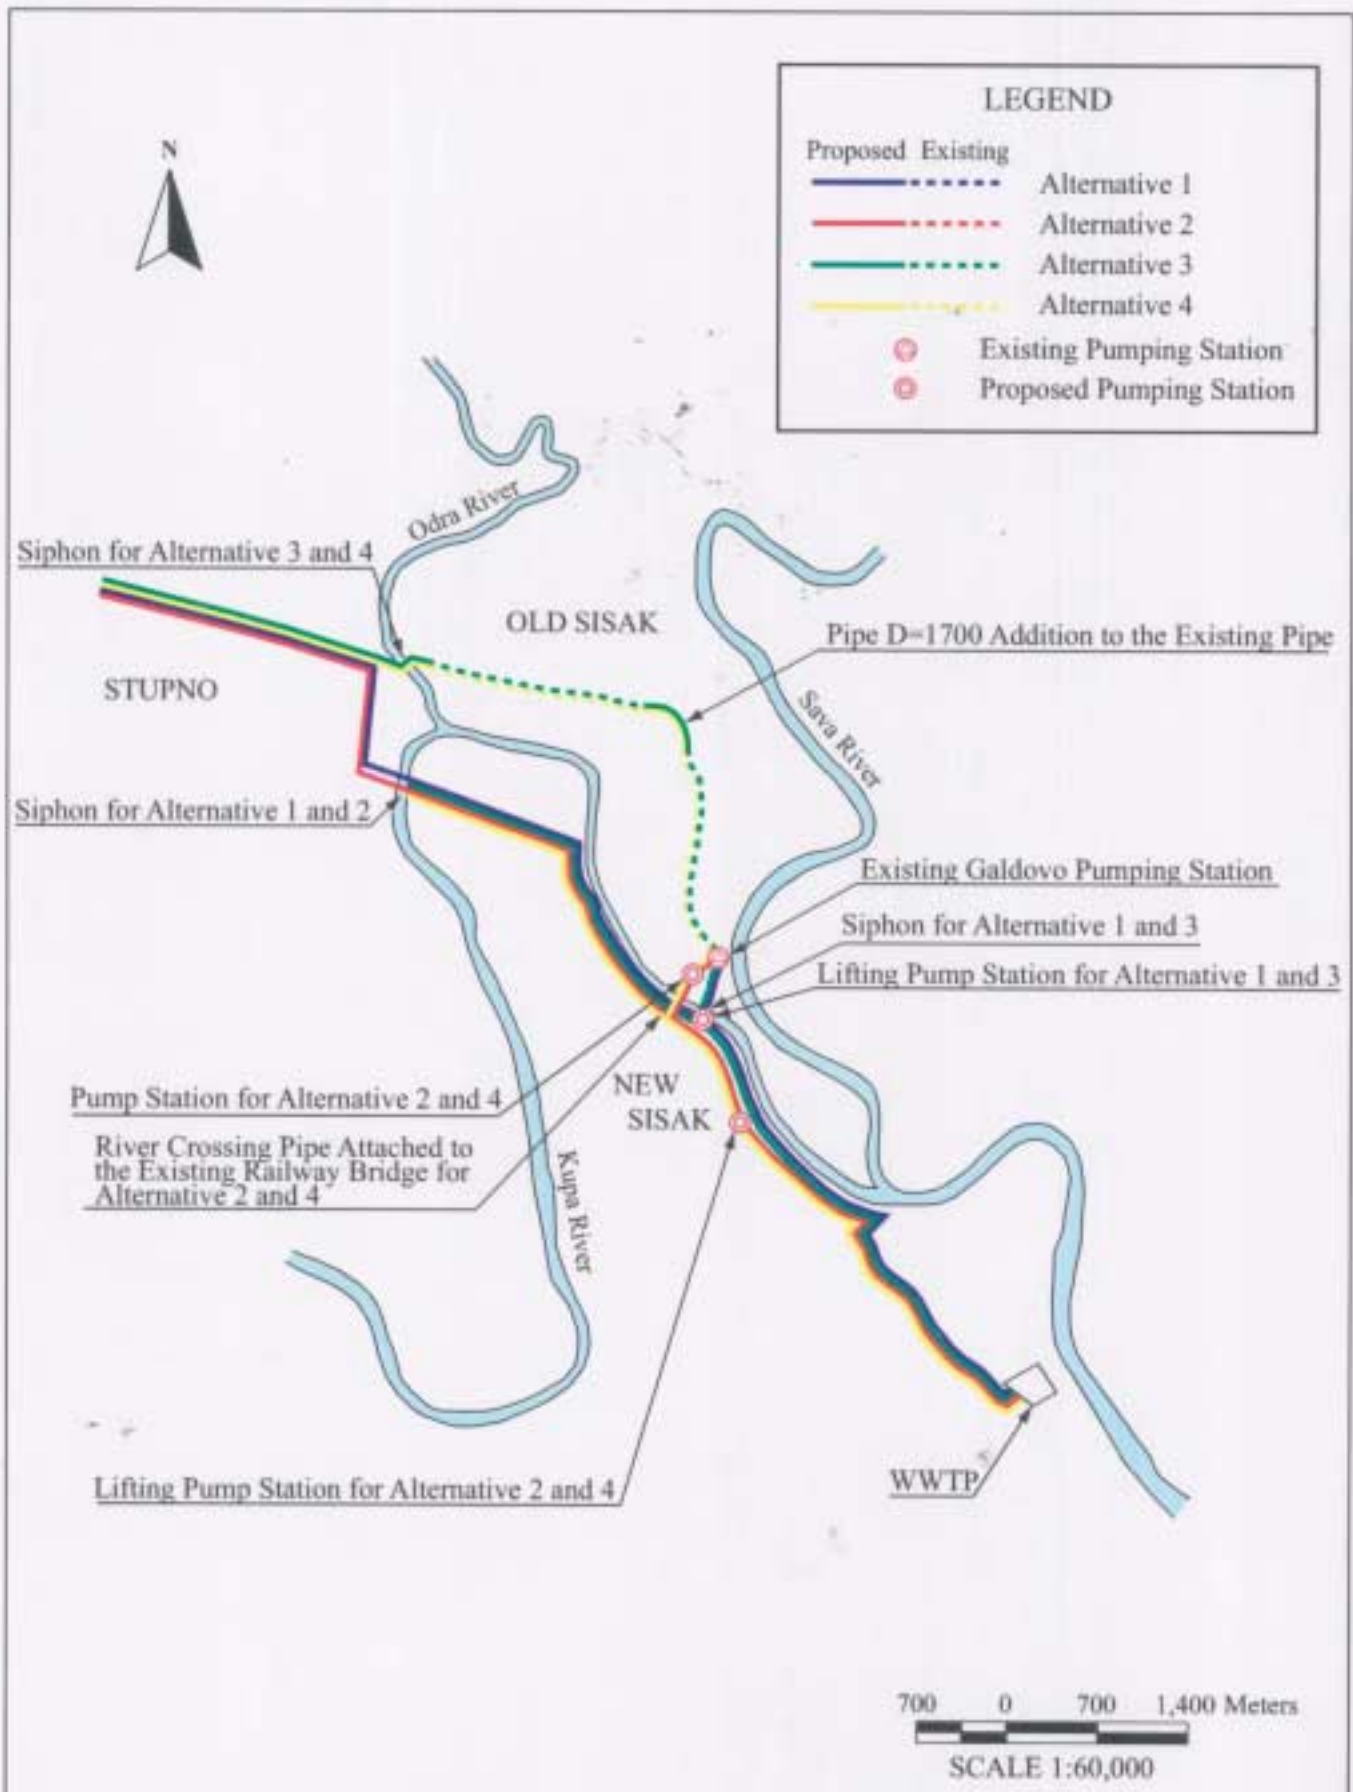 LEGEND
Proposed Existing
Alternative 1
Alternative 2
Alternative 3
Alternative 4
Existing Pumping Station
Proposed Pumping Station
N
Odra River
Siphon for Alternative 3 and 4
OLD SISAK
Pipe D=1700 Addition to the Existing Pipe
STUPNO
Sava River
Siphon for Alternative 1 and 2
Existing Galdovo Pumping Station
Siphon for Alternative 1 and 3
Lifting Pump Station for Alternative 1 and 3
Pump Station for Alternative 2 and 4
NEW
SISAK
River Crossing Pipe Attached to
the Existing Railway Bridge for
Alternative 2 and 4
Kupa River
Lifting Pump Station for Alternative 2 and 4
WWTP
700 0 700 1,400 Meters
SCALE 1:60,000